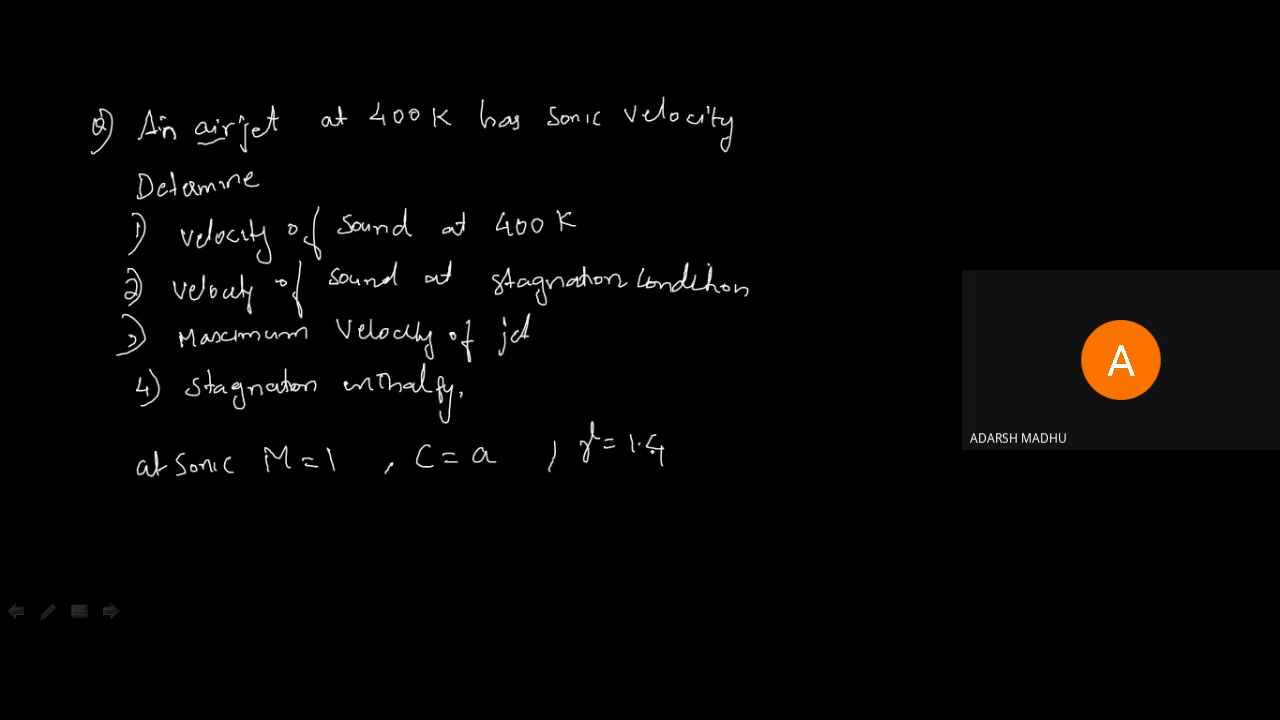 Q) An airjet at 400 K has sonic velocity
Determine
1) velocity of sound at 400 K
2) velocity of sound at stagnation condition
3) Maximum velocity of jet
4) stagnation enthalpy.
at sonic M = 1 , C = a , γ = 1.4
A
ADARSH MADHU